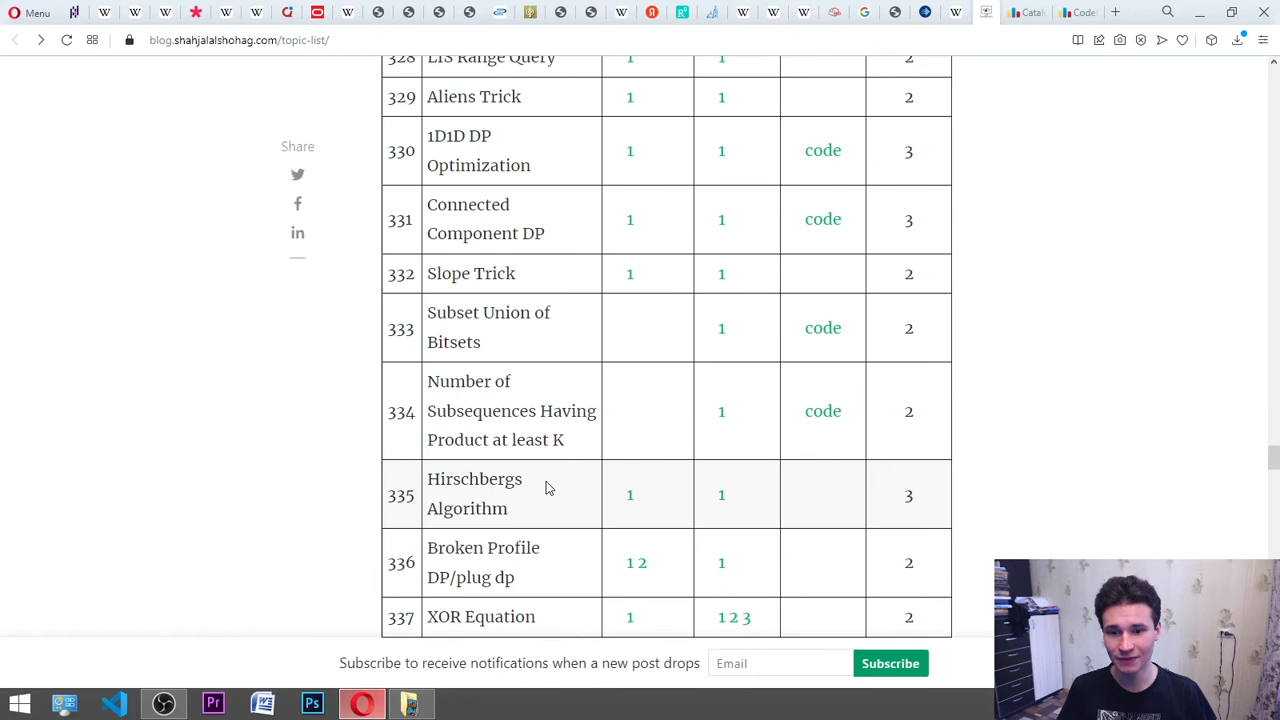 Menu
Catal
Code
blog.shahjalalshohag.com/topic-list/
Share
328 LIS Range Query 1 1 2
329 Aliens Trick 1 1 2
330 1D1D DP Optimization 1 1 code 3
331 Connected Component DP 1 1 code 3
332 Slope Trick 1 1 2
333 Subset Union of Bitsets 1 code 2
334 Number of Subsequences Having Product at least K 1 code 2
335 Hirschbergs Algorithm 1 1 3
336 Broken Profile DP/plug dp 1 2 1 2
337 XOR Equation 1 1 2 3 2
Subscribe to receive notifications when a new post drops
Email
Subscribe